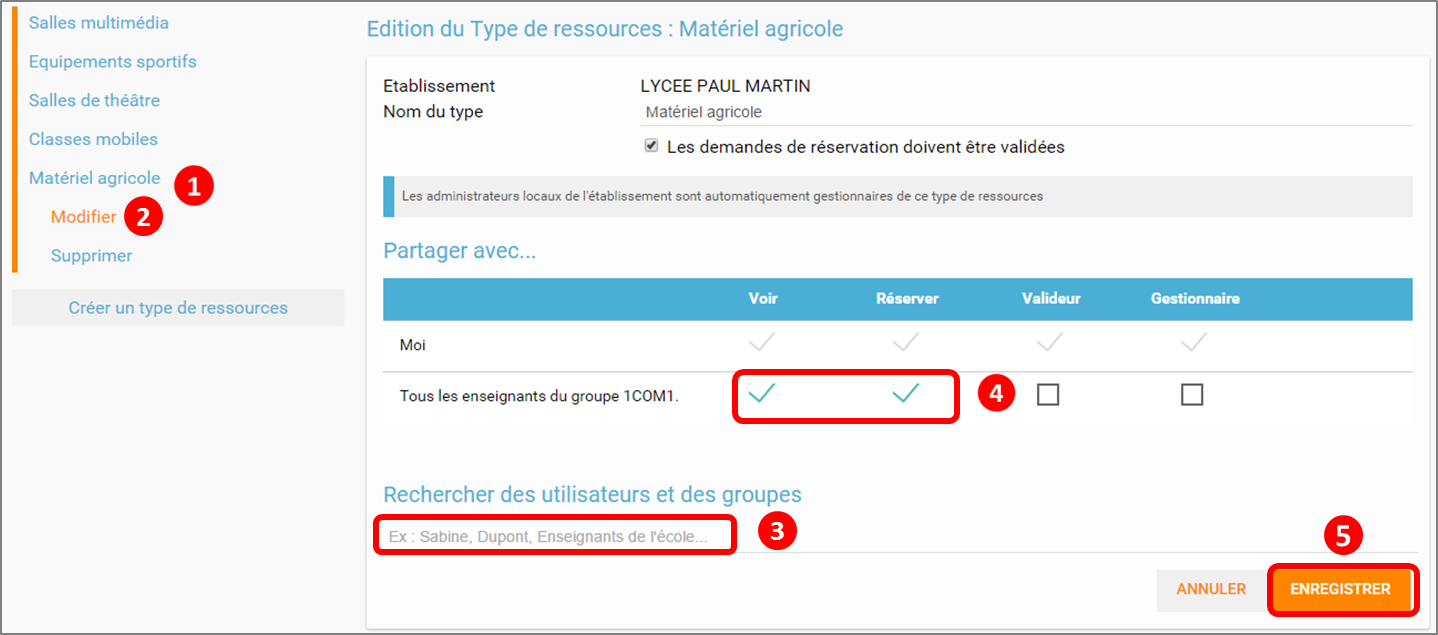 Salles multimédia
Equipements sportifs
Salles de théâtre
Classes mobiles
Matériel agricole 1
Modifier 2
Supprimer
Créer un type de ressources
Edition du Type de ressources : Matériel agricole
Etablissement LYCEE PAUL MARTIN
Nom du type Matériel agricole
Les demandes de réservation doivent être validées
Les administrateurs locaux de l'établissement sont automatiquement gestionnaires de ce type de ressources
Partager avec...
Voir Réserver Valideur Gestionnaire
Moi
Tous les enseignants du groupe 1COM1. 4
Rechercher des utilisateurs et des groupes
Ex : Sabine, Dupont, Enseignants de l'école... 3
5
ANNULER ENREGISTRER